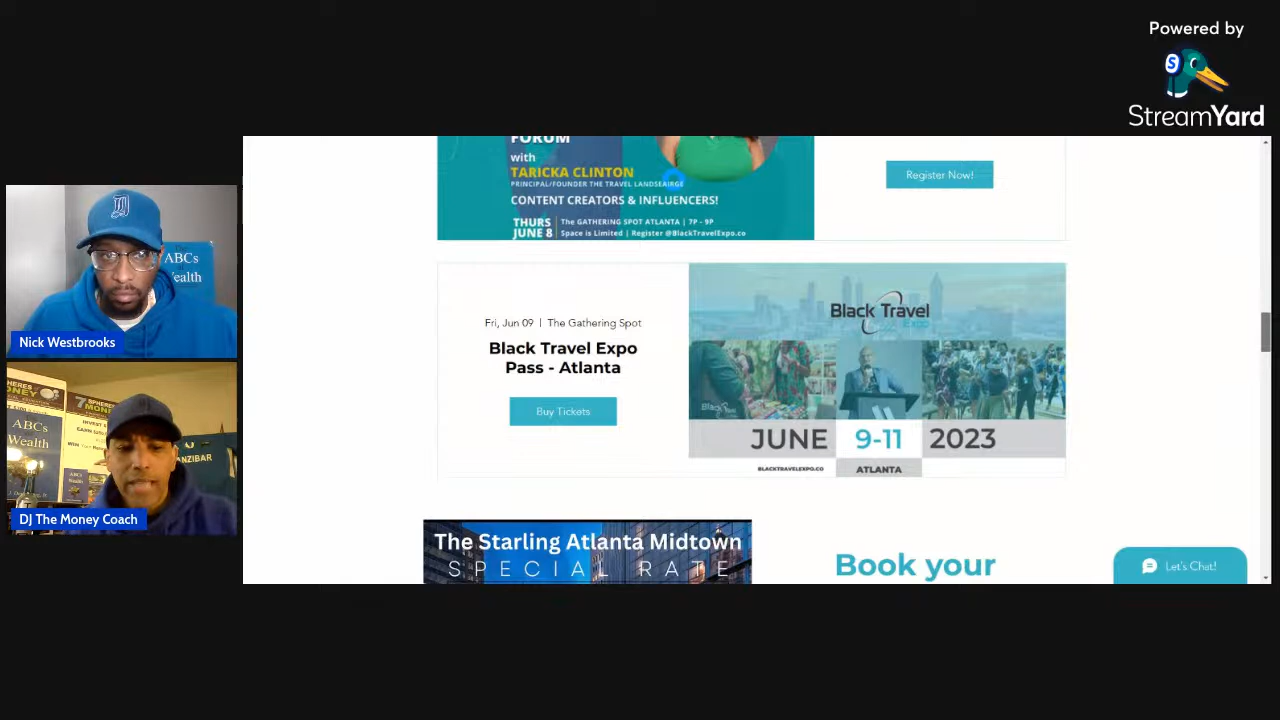 Powered by
StreamYard
FORUM
with
TARICKA CLINTON
PRINCIPAL/FOUNDER THE TRAVEL LANDSEAIRGE
CONTENT CREATORS & INFLUENCERS!
THURS
JUNE 8
The GATHERING SPOT ATLANTA | 7P - 9P
Space is Limited | Register @BlackTravelExpo.co
Register Now!
ABCs
Wealth
Nick Westbrooks
Fri, Jun 09 | The Gathering Spot
Black Travel Expo
Pass - Atlanta
Buy Tickets
Black Travel
Expo
JUNE 9-11 2023
BLACKTRAVELEXPO.CO
ATLANTA
ABCs
Wealth
ANZIBAR
DJ The Money Coach
The Starling Atlanta Midtown
SPECIAL RATE
Book your
Let's Chat!